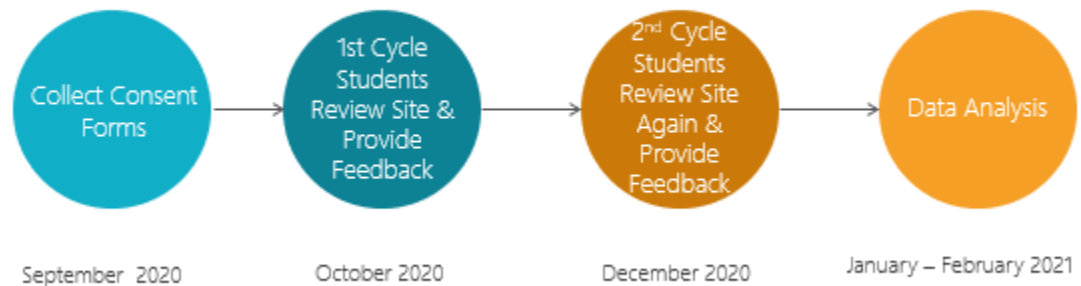 Collect Consent
Forms
1st Cycle
Students
Review Site &
Provide
Feedback
2nd Cycle
Students
Review Site
Again &
Provide
Feedback
Data Analysis
September 2020
October 2020
December 2020
January – February 2021